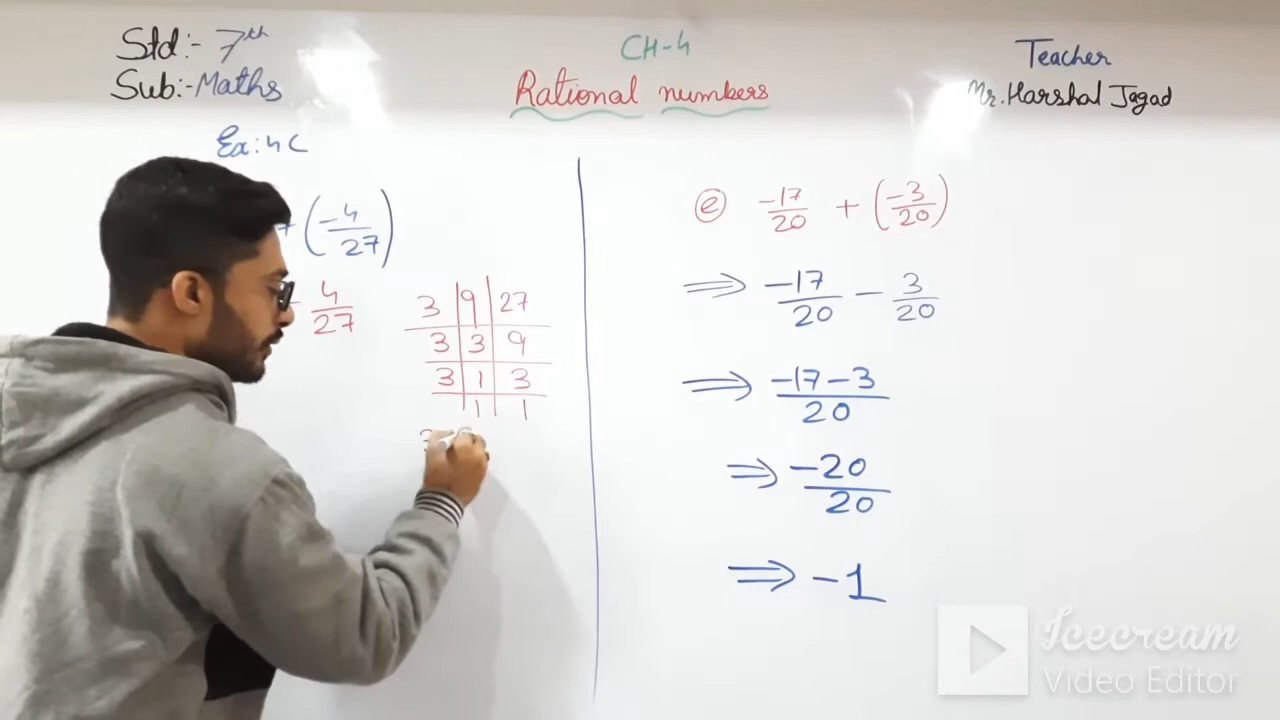 Std:- 7th
Sub:- Maths
CH-4
Rational numbers
Teacher
Mr. Harshal Jagad
Ex: 4C
+ (-4/27)
- 4/27
3 | 9 | 27
3 | 3 | 9
3 | 1 | 3
1 | 1
e -17/20 + (-3/20)
⇒ -17/20 - 3/20
⇒ -17-3/20
⇒ -20/20
⇒ -1
Icecream
Video Editor